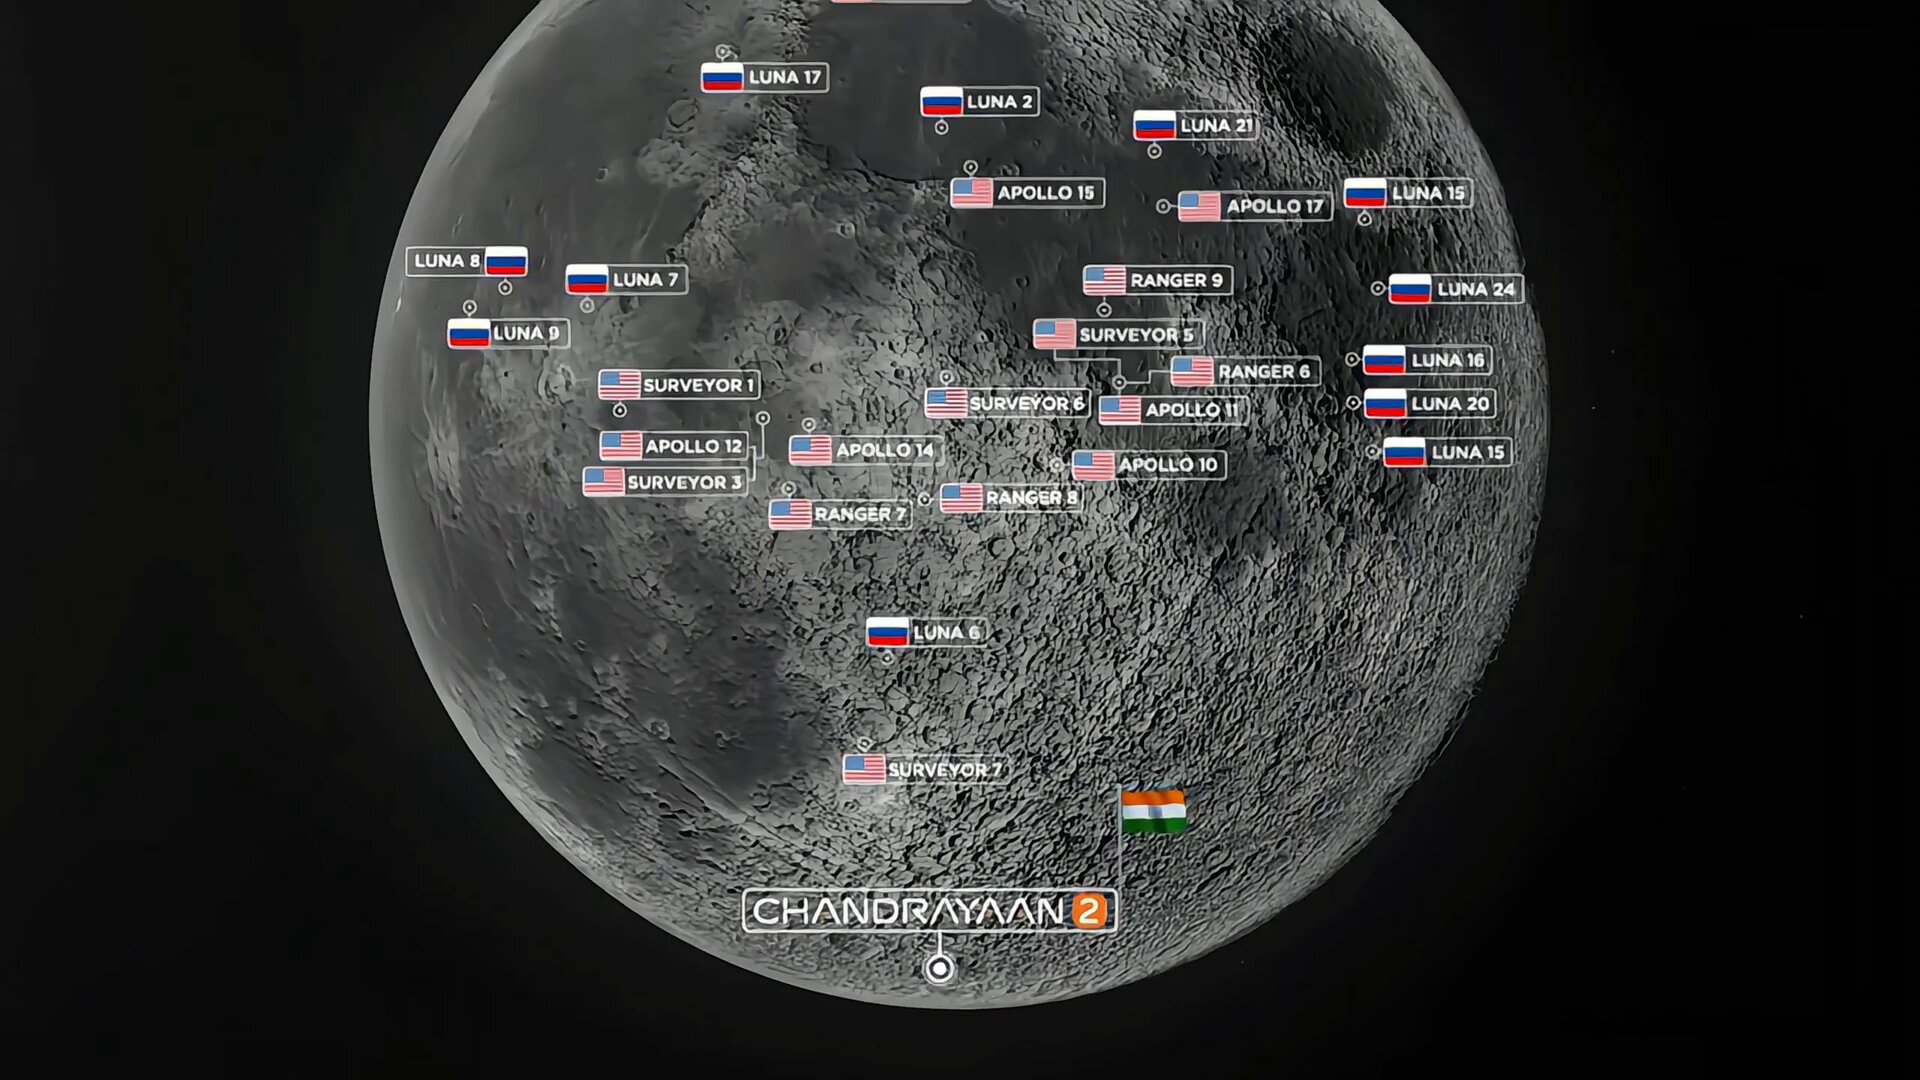 LUNA 17
LUNA 2
LUNA 21
APOLLO 15
APOLLO 17
LUNA 15
LUNA 8
LUNA 7
RANGER 9
LUNA 24
LUNA 9
SURVEYOR 5
SURVEYOR 1
RANGER 6
LUNA 16
SURVEYOR 6
APOLLO 11
LUNA 20
APOLLO 12
APOLLO 14
APOLLO 10
LUNA 15
SURVEYOR 3
RANGER 7
RANGER 8
LUNA 6
SURVEYOR 7
CHANDRAYAAN 2